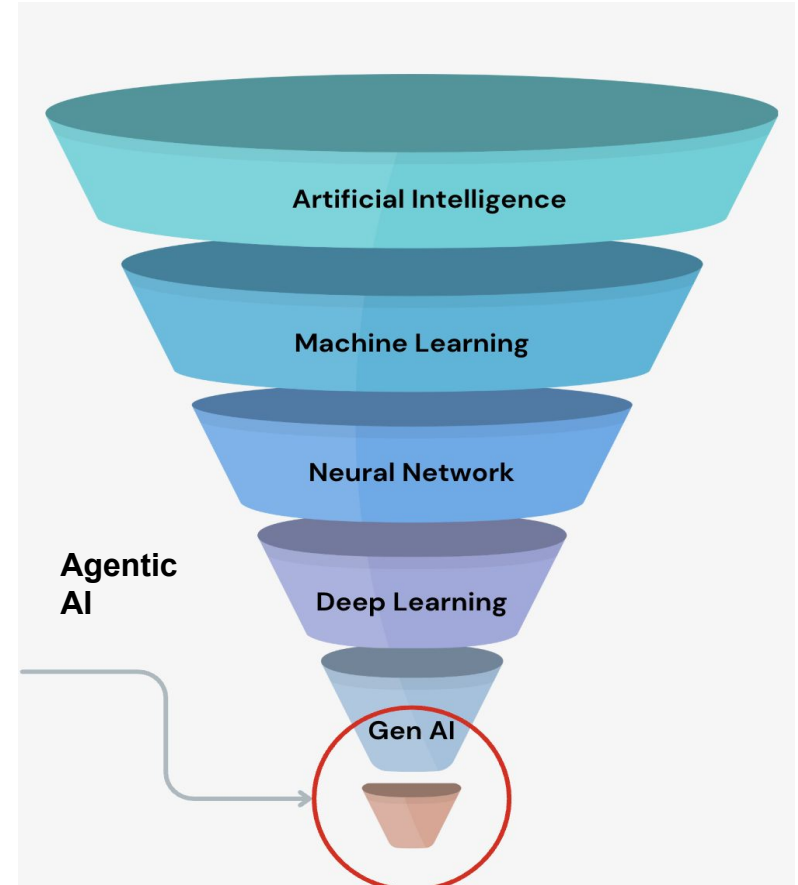 Artificial Intelligence
Machine Learning
Neural Network
Agentic
AI
Deep Learning
Gen AI